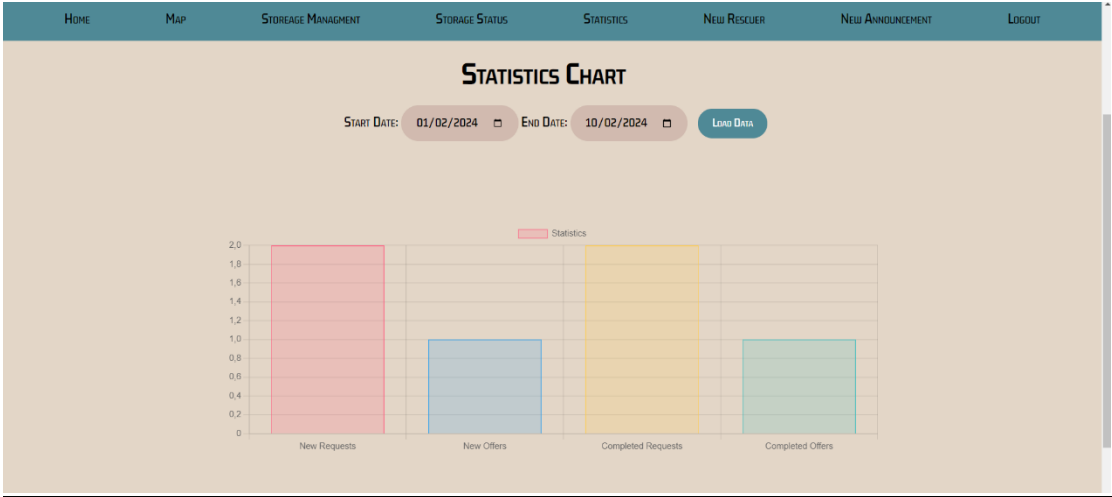 Home Map Storeage Managment Storage Status Statistics New Rescuer New Announcement Logout
Statistics Chart
Start Date: 01/02/2024 End Date: 10/02/2024 Load Data
Statistics
2,0
1,8
1,6
1,4
1,2
1,0
0,8
0,6
0,4
0,2
0
New Requests New Offers Completed Requests Completed Offers